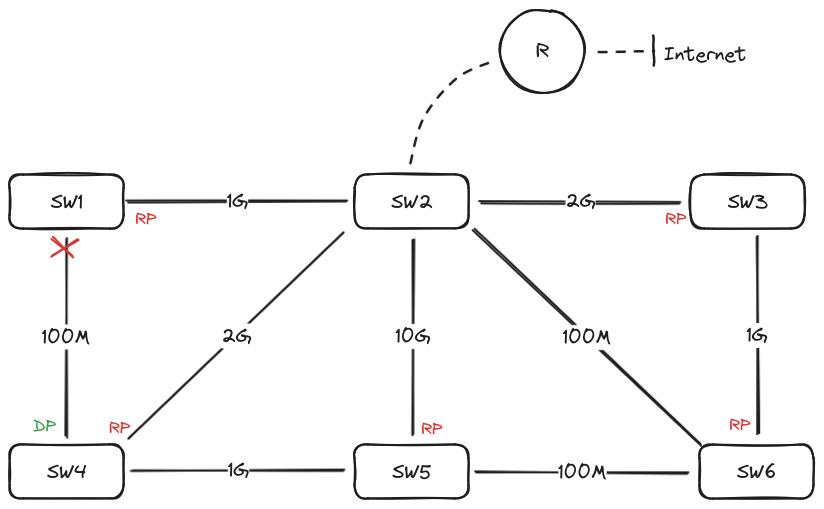 R
Internet
SW1
1G
SW2
2G
SW3
RP
RP
100M
2G
10G
100M
1G
DP
RP
RP
RP
SW4
1G
SW5
100M
SW6